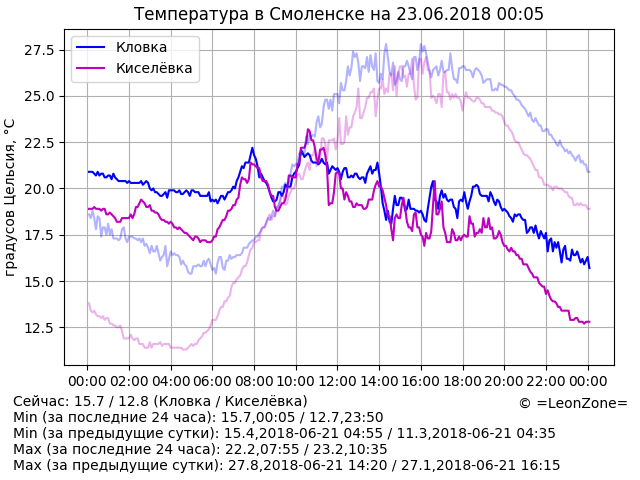 Температура в Смоленске на 23.06.2018 00:05
Кловка
Киселёвка
градусов Цельсия, °С
27.5
25.0
22.5
20.0
17.5
15.0
12.5
00:00 02:00 04:00 06:00 08:00 10:00 12:00 14:00 16:00 18:00 20:00 22:00 00:00
Сейчас: 15.7 / 12.8 (Кловка / Киселёвка)
© =LeonZone=
Min (за последние 24 часа): 15.7,00:05 / 12.7,23:50
Min (за предыдущие сутки): 15.4,2018-06-21 04:55 / 11.3,2018-06-21 04:35
Max (за последние 24 часа): 22.2,07:55 / 23.2,10:35
Max (за предыдущие сутки): 27.8,2018-06-21 14:20 / 27.1,2018-06-21 16:15